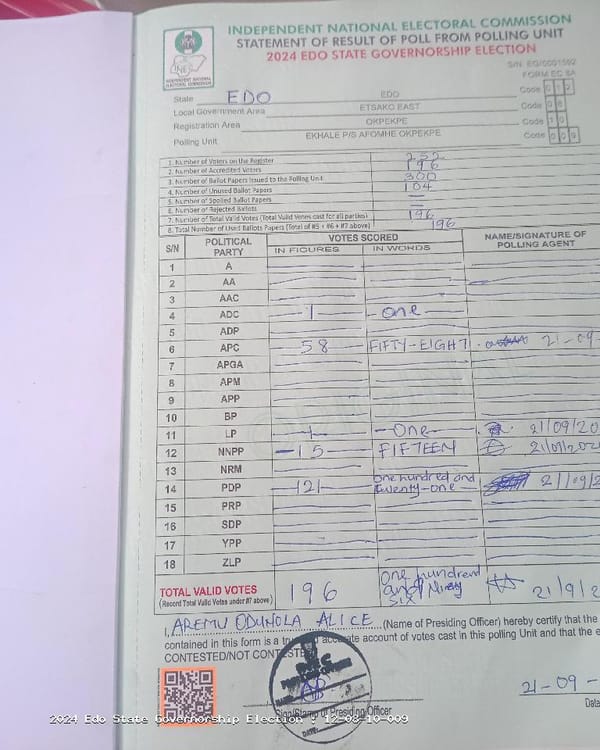 INDEPENDENT NATIONAL ELECTORAL COMMISSION
STATEMENT OF RESULT OF POLL FROM POLLING UNIT
2024 EDO STATE GOVERNORSHIP ELECTION
INEC
INDEPENDENT NATIONAL ELECTORAL COMMISSION
FORM EC 8A
State EDO EDO Code 1 2
Local Government Area ETSAKO EAST Code 0 8
Registration Area OKPEKPE Code 1 0
Polling Unit EKHALE P/S AFOMHE OKPEKPE Code 0 0 9
1. Number of Voters on the Register 252
2. Number of Accredited Voters 196
3. Number of Ballot Papers Issued to the Polling Unit 300
4. Number of Unused Ballot Papers 104
5. Number of Spoiled Ballot Papers —
6. Number of Rejected Ballots —
7. Number of Total Valid Votes (Total Valid Votes cast for all parties) 196
8. Total Number of Used Ballots Papers (Total of #5 + #6 + #7 above) 196
S/N POLITICAL PARTY VOTES SCORED NAME/SIGNATURE OF POLLING AGENT
IN FIGURES IN WORDS
1 A
2 AA
3 AAC
4 ADC 1 one
5 ADP
6 APC 58 FIFTY-EIGHT 21-09-
7 APGA
8 APM
9 APP
10 BP
11 LP 1 One 21/09/20
12 NNPP 15 FIFTEEN 21/09/202
13 NRM
14 PDP 121 One hundred and twenty-one 21/09/2
15 PRP
16 SDP
17 YPP
18 ZLP
TOTAL VALID VOTES 196 One hundred and Ninety six 21/9/2
(Record Total Valid Votes under #7 above)
I, AREMU ODUNOLA ALICE (Name of Presiding Officer) hereby certify that the
contained in this form is a true accurate account of votes cast in this polling Unit and that the e
CONTESTED/NOT CONTESTED
21-09-
Sign/Stamp of Presiding Officer
2024 Edo State Governorship Election : 12-08-10-009